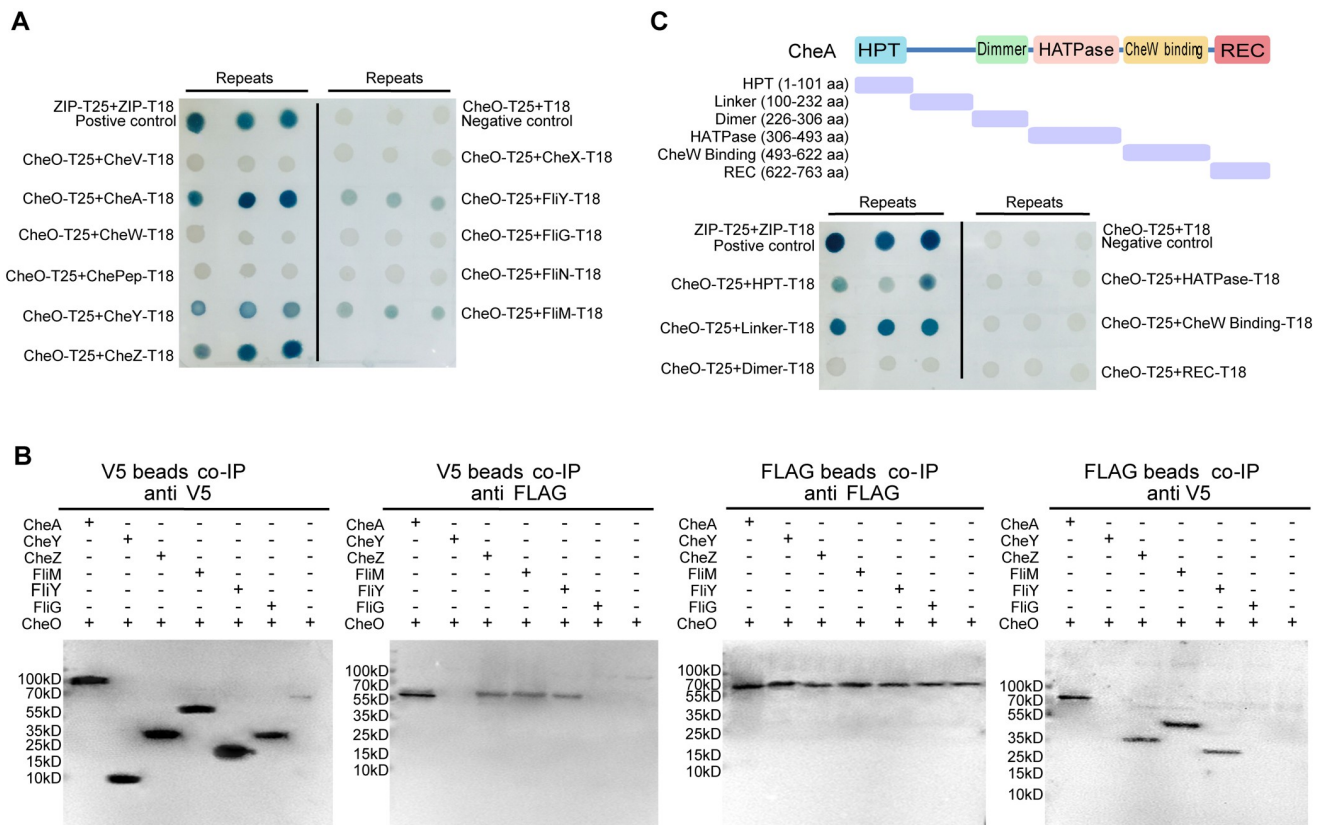 A
Repeats
Repeats
ZIP-T25+ZIP-T18
Postive control
CheO-T25+CheV-T18
CheO-T25+CheA-T18
CheO-T25+CheW-T18
CheO-T25+ChePep-T18
CheO-T25+CheY-T18
CheO-T25+CheZ-T18
CheO-T25+T18
Negative control
CheO-T25+CheX-T18
CheO-T25+FliY-T18
CheO-T25+FliG-T18
CheO-T25+FliN-T18
CheO-T25+FliM-T18
C
CheA HPT Dimmer HATPase CheW binding REC
HPT (1-101 aa)
Linker (100-232 aa)
Dimer (226-306 aa)
HATPase (306-493 aa)
CheW Binding (493-622 aa)
REC (622-763 aa)
Repeats
Repeats
ZIP-T25+ZIP-T18
Postive control
CheO-T25+HPT-T18
CheO-T25+Linker-T18
CheO-T25+Dimer-T18
CheO-T25+T18
Negative control
CheO-T25+HATPase-T18
CheO-T25+CheW Binding-T18
CheO-T25+REC-T18
B
V5 beads co-IP
anti V5
CheA + - - - - - -
CheY - + - - - - -
CheZ - - + - - - -
FliM - - - + - - -
FliY - - - - + - -
FliG - - - - - + -
CheO + + + + + + +
100kD
70kD
55kD
35kD
25kD
15kD
10kD
V5 beads co-IP
anti FLAG
CheA + - - - - - -
CheY - + - - - - -
CheZ - - + - - - -
FliM - - - + - - -
FliY - - - - + - -
FliG - - - - - + -
CheO + + + + + + +
100kD
70kD
55kD
35kD
25kD
15kD
10kD
FLAG beads co-IP
anti FLAG
CheA + - - - - - -
CheY - + - - - - -
CheZ - - + - - - -
FliM - - - + - - -
FliY - - - - + - -
FliG - - - - - + -
CheO + + + + + + +
100kD
70kD
55kD
35kD
25kD
15kD
10kD
FLAG beads co-IP
anti V5
CheA + - - - - - -
CheY - + - - - - -
CheZ - - + - - - -
FliM - - - + - - -
FliY - - - - + - -
FliG - - - - - + -
CheO + + + + + + +
100kD
70kD
55kD
35kD
25kD
15kD
10kD